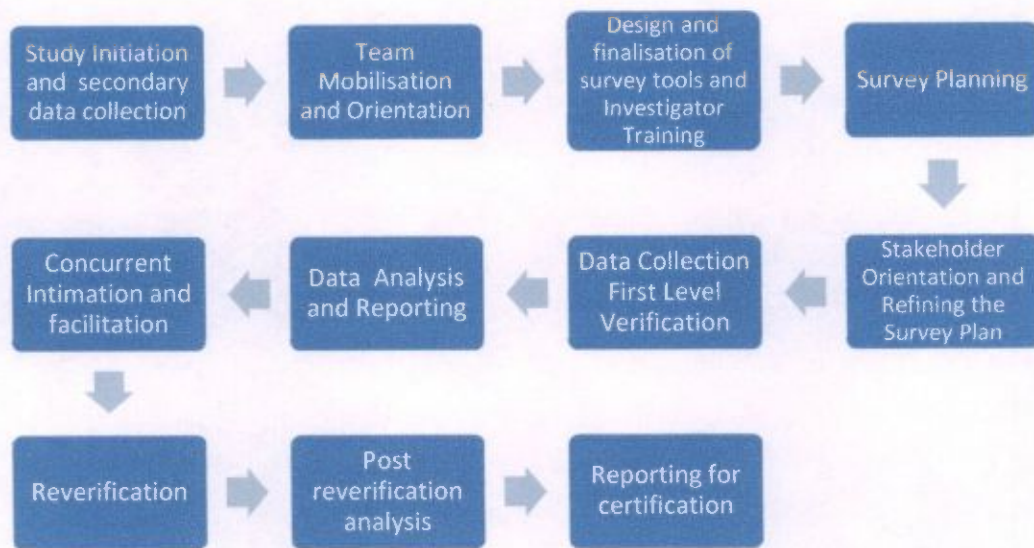 Study Initiation
and secondary
data collection
Team
Mobilisation
and Orientation
Design and
finalisation of
survey tools and
Investigator
Training
Survey Planning
Stakeholder
Orientation and
Refining the
Survey Plan
Data Collection
First Level
Verification
Data Analysis
and Reporting
Concurrent
Intimation and
facilitation
Reverification
Post
reverification
analysis
Reporting for
certification